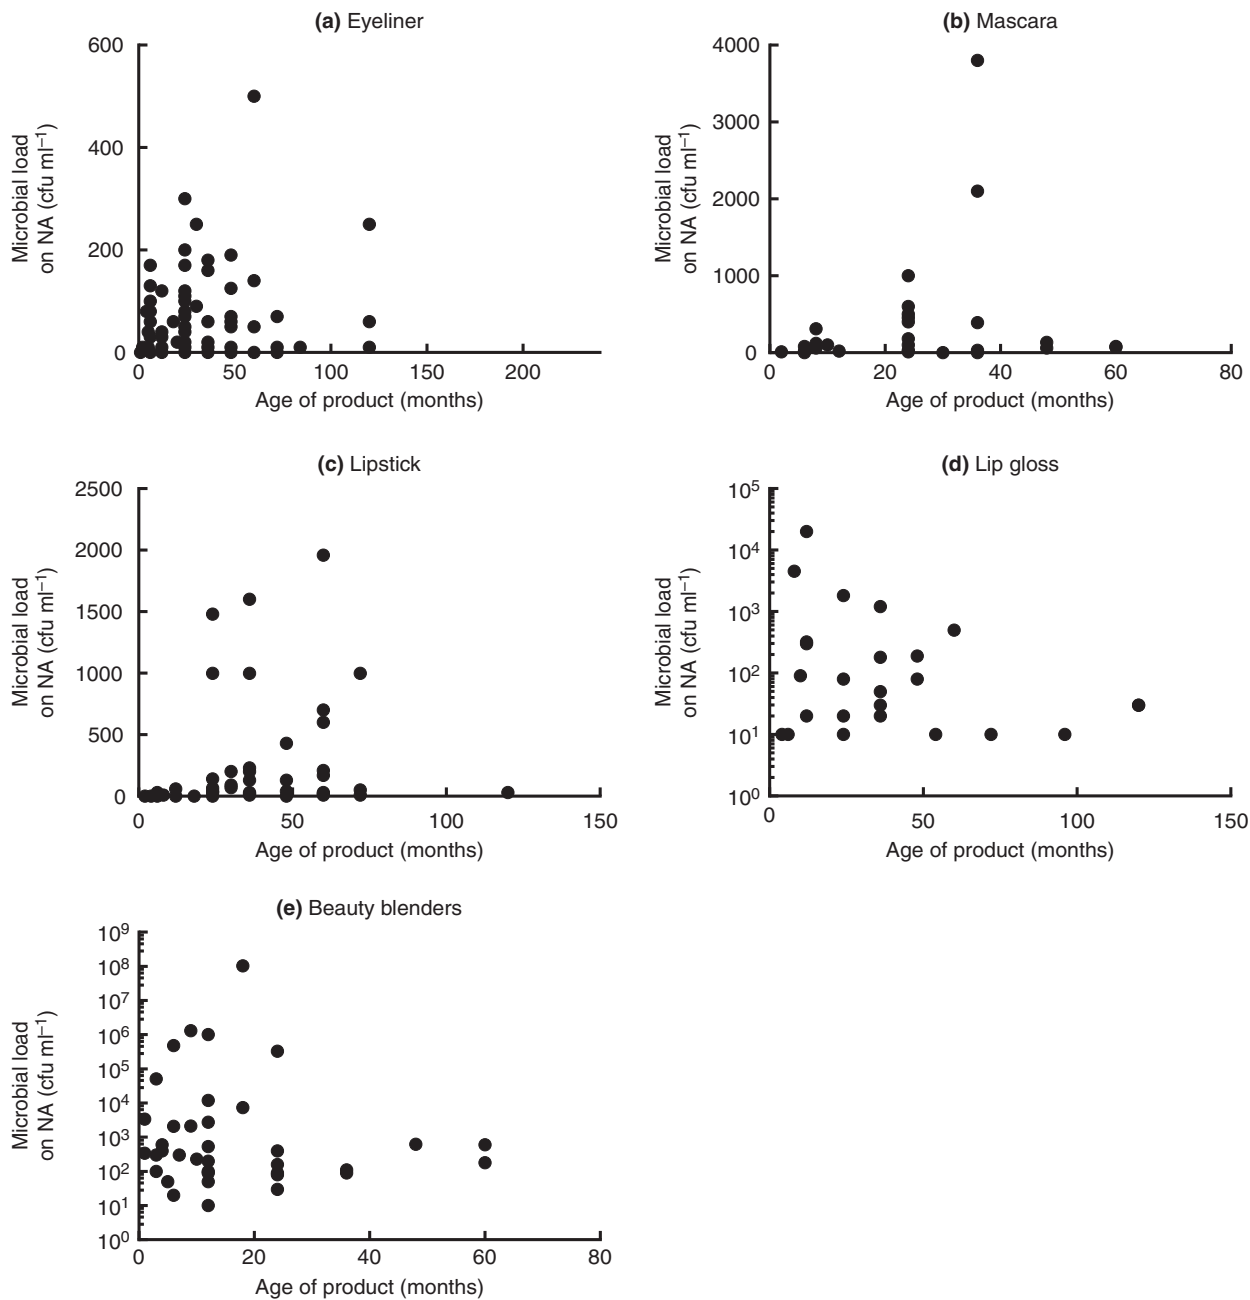 (a) Eyeliner
600
400
200
0
0 50 100 150 200
Microbial load
on NA (cfu ml⁻¹)
Age of product (months)
(b) Mascara
4000
3000
2000
1000
0
0 20 40 60 80
Microbial load
on NA (cfu ml⁻¹)
Age of product (months)
(c) Lipstick
2500
2000
1500
1000
500
0
0 50 100 150
Microbial load
on NA (cfu ml⁻¹)
Age of product (months)
(d) Lip gloss
10⁵
10⁴
10³
10²
10¹
10⁰
0 50 100 150
Microbial load
on NA (cfu ml⁻¹)
Age of product (months)
(e) Beauty blenders
10⁹
10⁸
10⁷
10⁶
10⁵
10⁴
10³
10²
10¹
10⁰
0 20 40 60 80
Microbial load
on NA (cfu ml⁻¹)
Age of product (months)